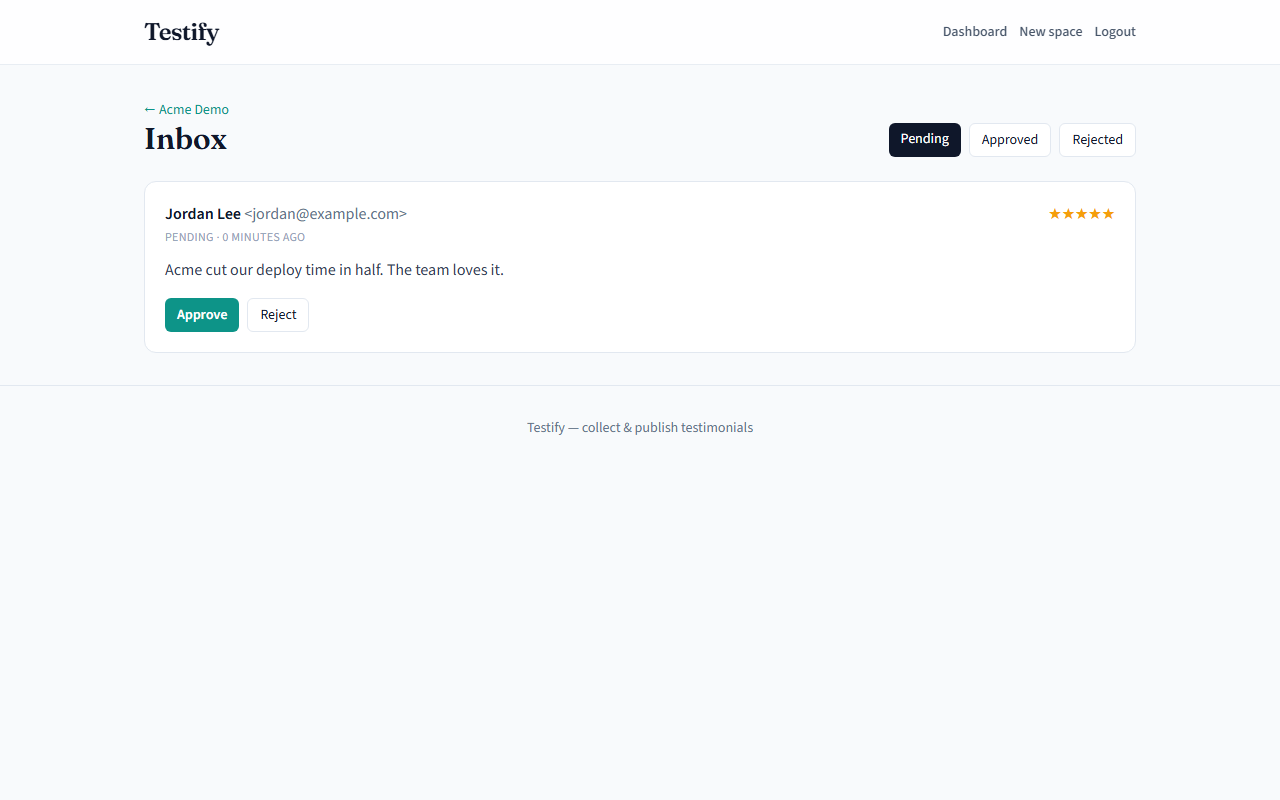 Testify
Dashboard New space Logout
← Acme Demo
Inbox
Pending Approved Rejected
Jordan Lee <jordan@example.com> ★★★★★
PENDING · 0 MINUTES AGO
Acme cut our deploy time in half. The team loves it.
Approve Reject
Testify — collect & publish testimonials